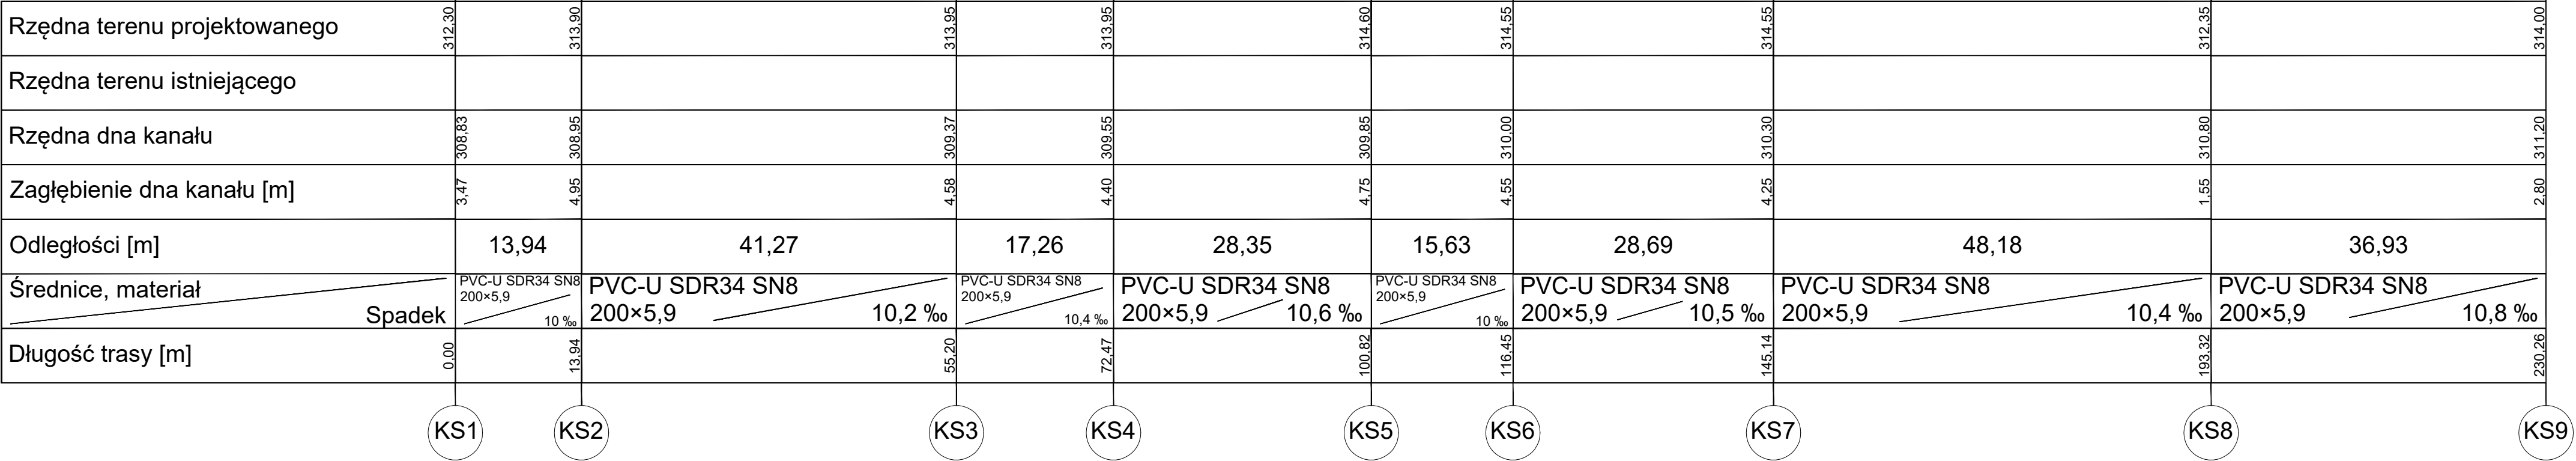 Rzędna terenu projektowanego 312,30 313,90 313,95 313,95 314,60 314,55 314,55 312,35 314,00
Rzędna terenu istniejącego
Rzędna dna kanału 308,83 308,95 309,37 309,55 309,85 310,00 310,30 310,80 311,20
Zagłębienie dna kanału [m] 3,47 4,95 4,58 4,40 4,75 4,55 4,25 1,55 2,80
Odległości [m] 13,94 41,27 17,26 28,35 15,63 28,69 48,18 36,93
Średnice, materiał PVC-U SDR34 SN8 PVC-U SDR34 SN8 PVC-U SDR34 SN8 PVC-U SDR34 SN8 PVC-U SDR34 SN8 PVC-U SDR34 SN8 PVC-U SDR34 SN8 PVC-U SDR34 SN8
Spadek 200×5,9 10 ‰ 200×5,9 10,2 ‰ 200×5,9 10,4 ‰ 200×5,9 10,6 ‰ 200×5,9 10 ‰ 200×5,9 10,5 ‰ 200×5,9 10,4 ‰ 200×5,9 10,8 ‰
Długość trasy [m] 0,00 13,94 55,20 72,47 100,82 116,45 145,14 193,32 230,26
KS1 KS2 KS3 KS4 KS5 KS6 KS7 KS8 KS9